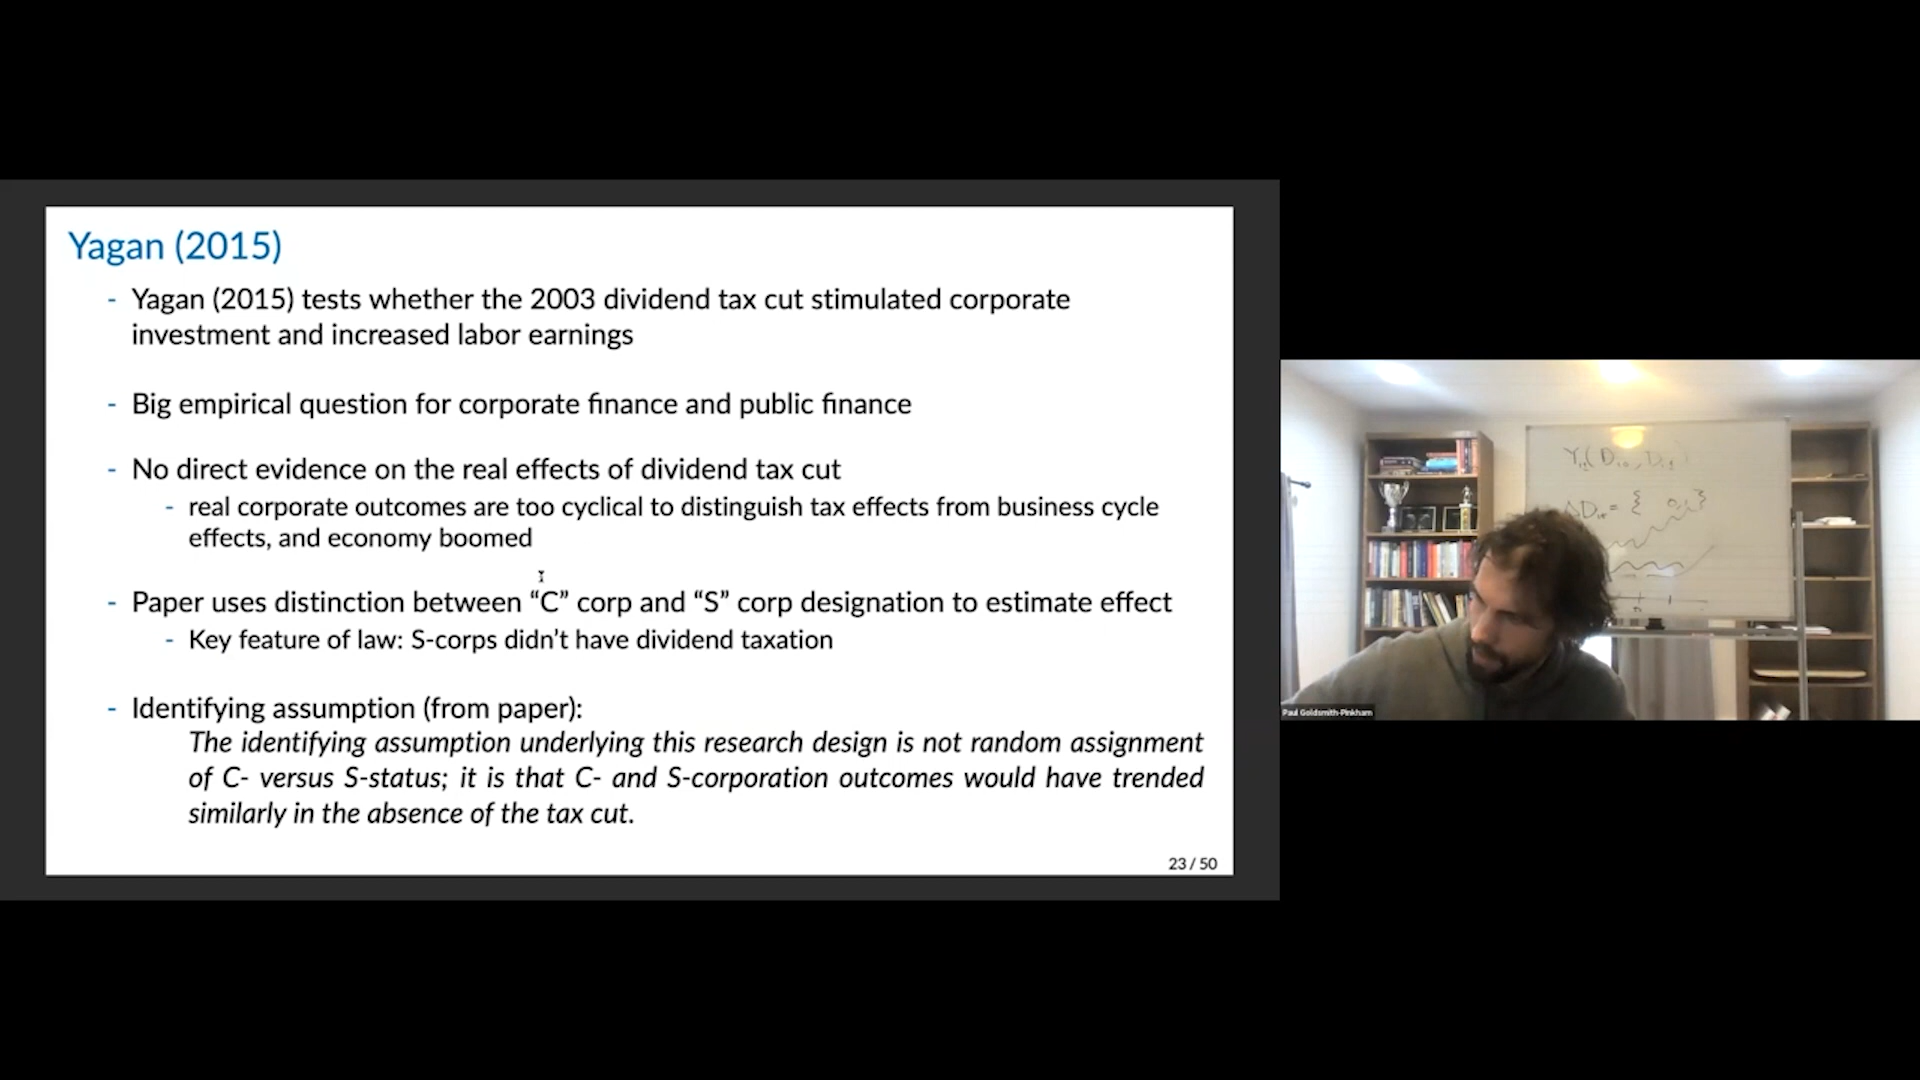 Yagan (2015)
- Yagan (2015) tests whether the 2003 dividend tax cut stimulated corporate
investment and increased labor earnings
- Big empirical question for corporate finance and public finance
- No direct evidence on the real effects of dividend tax cut
- real corporate outcomes are too cyclical to distinguish tax effects from business cycle
effects, and economy boomed
- Paper uses distinction between “C” corp and “S” corp designation to estimate effect
- Key feature of law: S-corps didn’t have dividend taxation
- Identifying assumption (from paper):
The identifying assumption underlying this research design is not random assignment
of C- versus S-status; it is that C- and S-corporation outcomes would have trended
similarly in the absence of the tax cut.
23 / 50
Paul Goldsmith-Pinkham